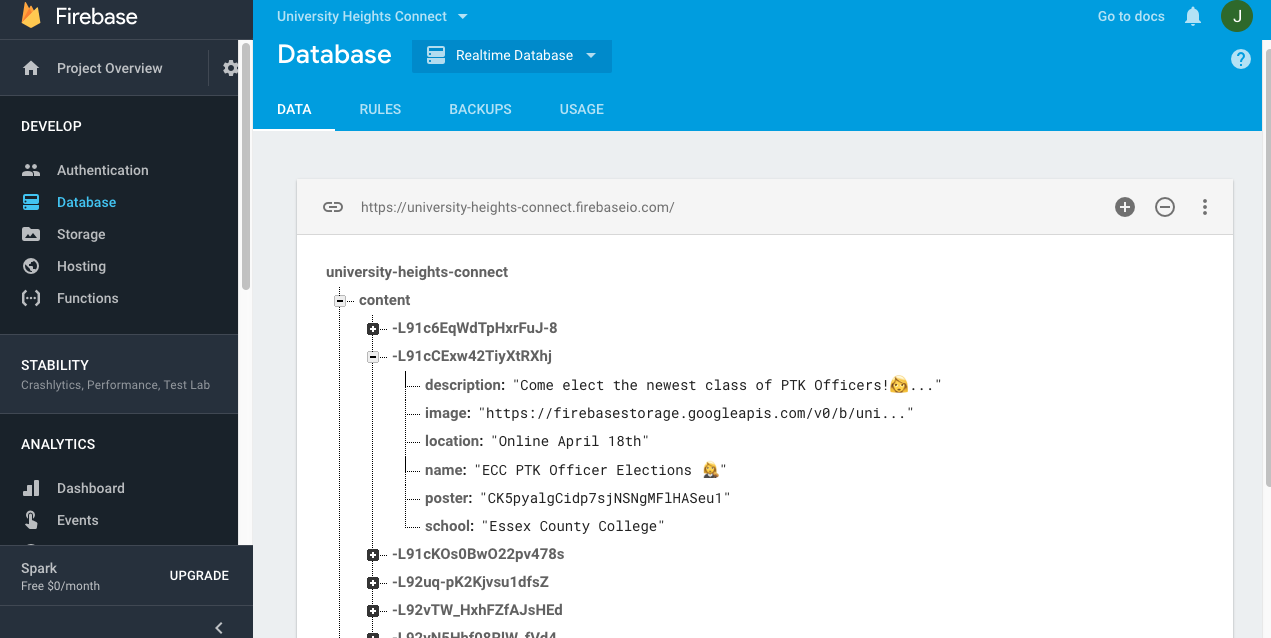 Firebase
University Heights Connect
Go to docs
J
Project Overview
Database
Realtime Database
?
DATA RULES BACKUPS USAGE
DEVELOP
Authentication
Database
Storage
Hosting
Functions
STABILITY
Crashlytics, Performance, Test Lab
ANALYTICS
Dashboard
Events
Spark
Free $0/month
UPGRADE
https://university-heights-connect.firebaseio.com/
university-heights-connect
content
-L91c6EqWdTpHxrFuJ-8
-L91cCExw42TiyXtRXhj
description: "Come elect the newest class of PTK Officers!👩..."
image: "https://firebasestorage.googleapis.com/v0/b/uni..."
location: "Online April 18th"
name: "ECC PTK Officer Elections 👩‍⚖️"
poster: "CK5pyalgCidp7sjNSNgMFlHASeu1"
school: "Essex County College"
-L91cKOs0BwO22pv478s
-L92uq-pK2Kjvsu1dfsZ
-L92vTW_HxhFZfAJsHEd